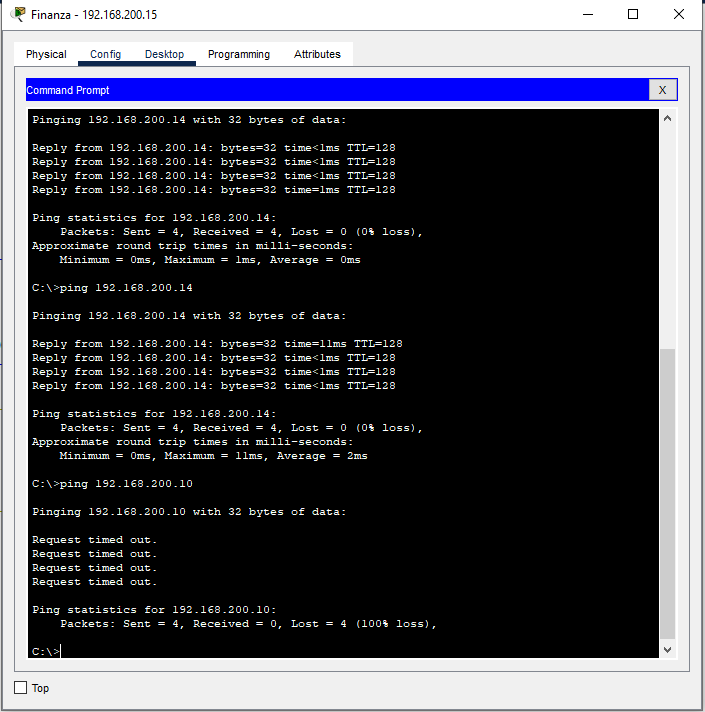 Finanza - 192.168.200.15
Physical Config Desktop Programming Attributes
Command Prompt X
Pinging 192.168.200.14 with 32 bytes of data:
Reply from 192.168.200.14: bytes=32 time<1ms TTL=128
Reply from 192.168.200.14: bytes=32 time<1ms TTL=128
Reply from 192.168.200.14: bytes=32 time<1ms TTL=128
Reply from 192.168.200.14: bytes=32 time=1ms TTL=128
Ping statistics for 192.168.200.14:
Packets: Sent = 4, Received = 4, Lost = 0 (0% loss),
Approximate round trip times in milli-seconds:
Minimum = 0ms, Maximum = 1ms, Average = 0ms
C:\>ping 192.168.200.14
Pinging 192.168.200.14 with 32 bytes of data:
Reply from 192.168.200.14: bytes=32 time=11ms TTL=128
Reply from 192.168.200.14: bytes=32 time<1ms TTL=128
Reply from 192.168.200.14: bytes=32 time<1ms TTL=128
Reply from 192.168.200.14: bytes=32 time<1ms TTL=128
Ping statistics for 192.168.200.14:
Packets: Sent = 4, Received = 4, Lost = 0 (0% loss),
Approximate round trip times in milli-seconds:
Minimum = 0ms, Maximum = 11ms, Average = 2ms
C:\>ping 192.168.200.10
Pinging 192.168.200.10 with 32 bytes of data:
Request timed out.
Request timed out.
Request timed out.
Request timed out.
Ping statistics for 192.168.200.10:
Packets: Sent = 4, Received = 0, Lost = 4 (100% loss),
C:\>
Top